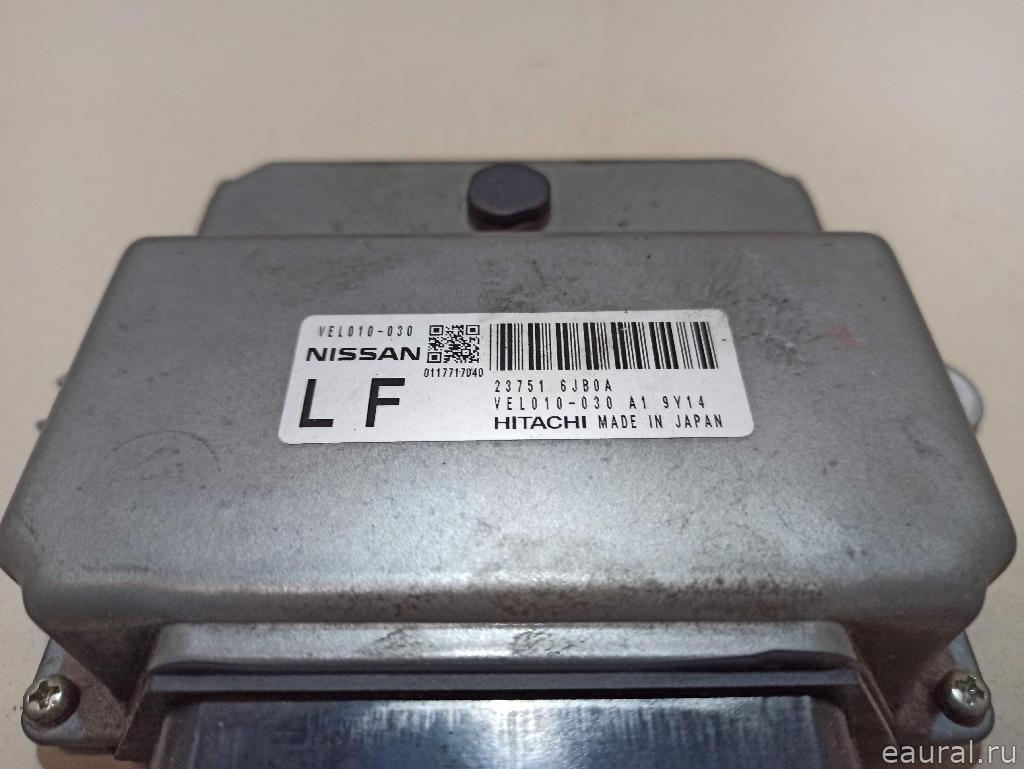 VEL010-030
NISSAN
0117717040
L F
23751 6JB0A
VEL010-030 A1 9Y14
HITACHI MADE IN JAPAN
eaural.ru